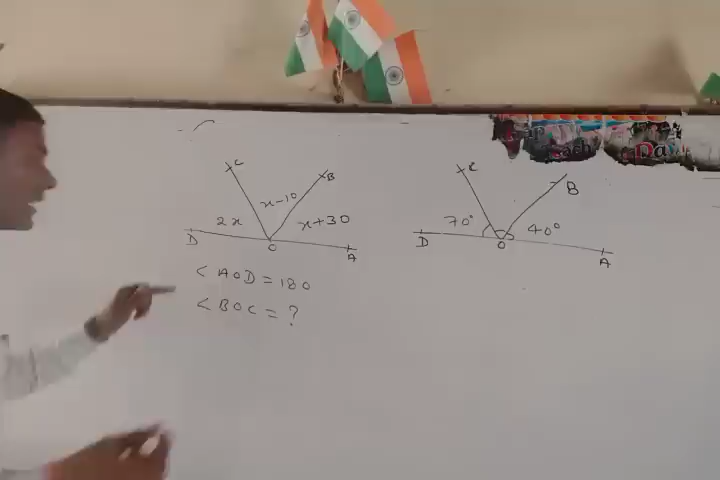 C
B
x-10
2x
x+30
D
O
A
< AOD = 180
< BOC = ?
C
B
70°
40°
D
O
A